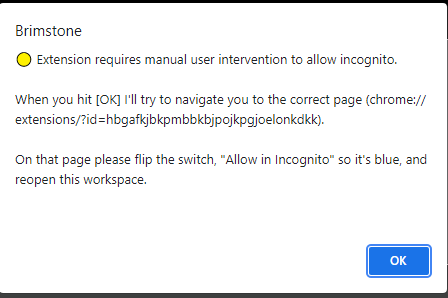 Brimstone
Extension requires manual user intervention to allow incognito.
When you hit [OK] I'll try to navigate you to the correct page (chrome://
extensions/?id=hbgafkjbkpmbbkbjpojkpgjoelonkdkk).
On that page please flip the switch, "Allow in Incognito" so it's blue, and
reopen this workspace.
OK